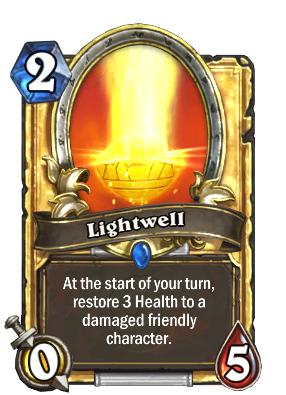 2
Lightwell
At the start of your turn,
restore 3 Health to a
damaged friendly
character.
0
5